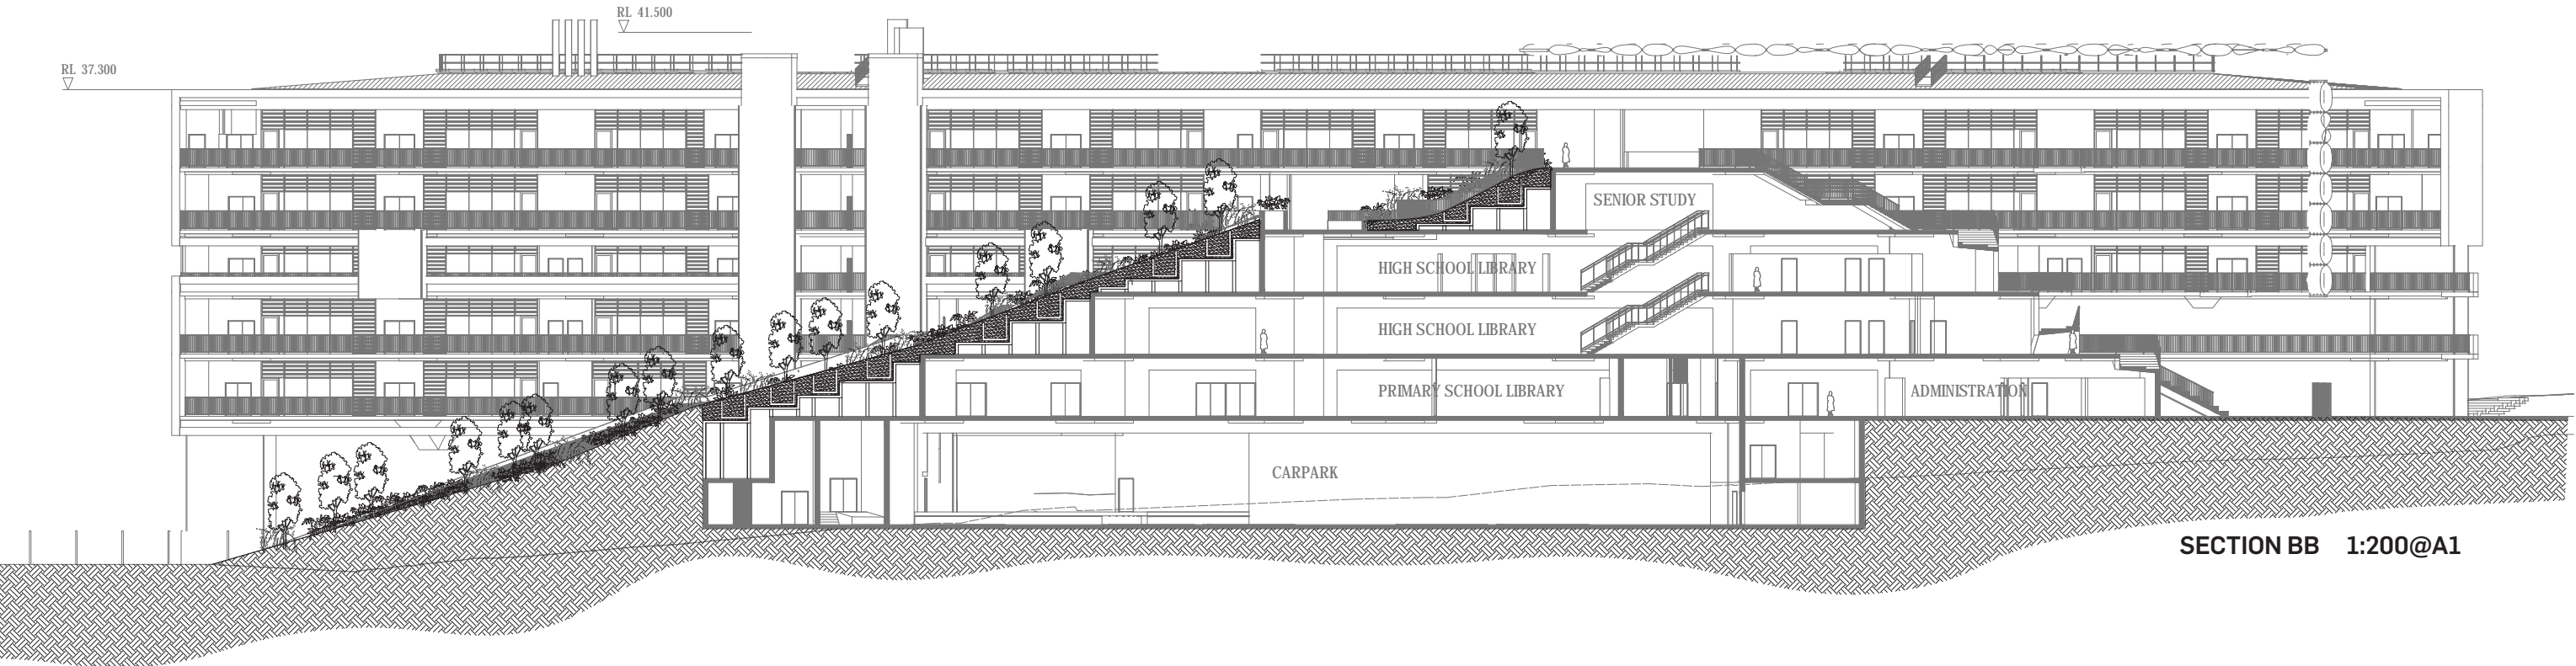 RL 41.500
RL 37.300
SENIOR STUDY
HIGH SCHOOL LIBRARY
HIGH SCHOOL LIBRARY
PRIMARY SCHOOL LIBRARY
ADMINISTRATION
CARPARK
SECTION BB 1:200@A1